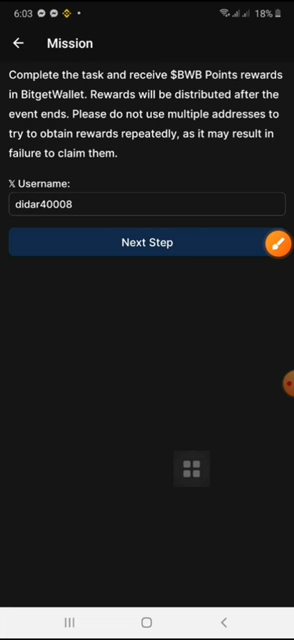 6:03 18%
Mission
Complete the task and receive $BWB Points rewards
in BitgetWallet. Rewards will be distributed after the
event ends. Please do not use multiple addresses to
try to obtain rewards repeatedly, as it may result in
failure to claim them.
𝕏 Username:
didar40008
Next Step